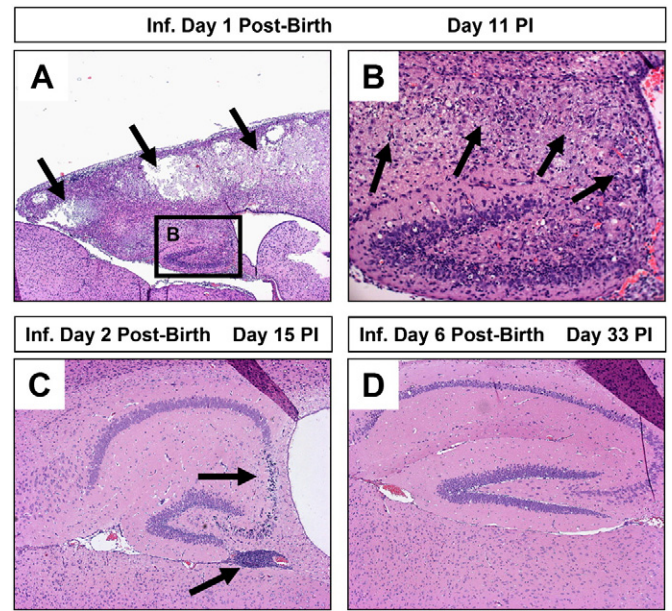 Inf. Day 1 Post-Birth Day 11 PI
A
B
B
Inf. Day 2 Post-Birth Day 15 PI
Inf. Day 6 Post-Birth Day 33 PI
C
D